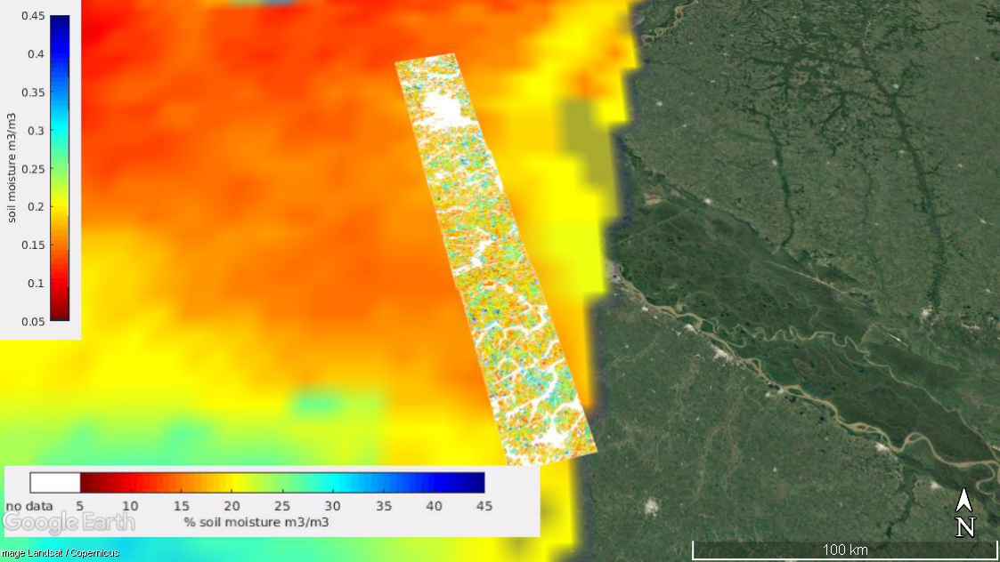 0.45
0.4
0.35
0.3
0.25
0.2
0.15
0.1
0.05
soil moisture m3/m3
no data 5 10 15 20 25 30 35 40 45
% soil moisture m3/m3
Google Earth
mage Landsat / Copernicus
100 km
N